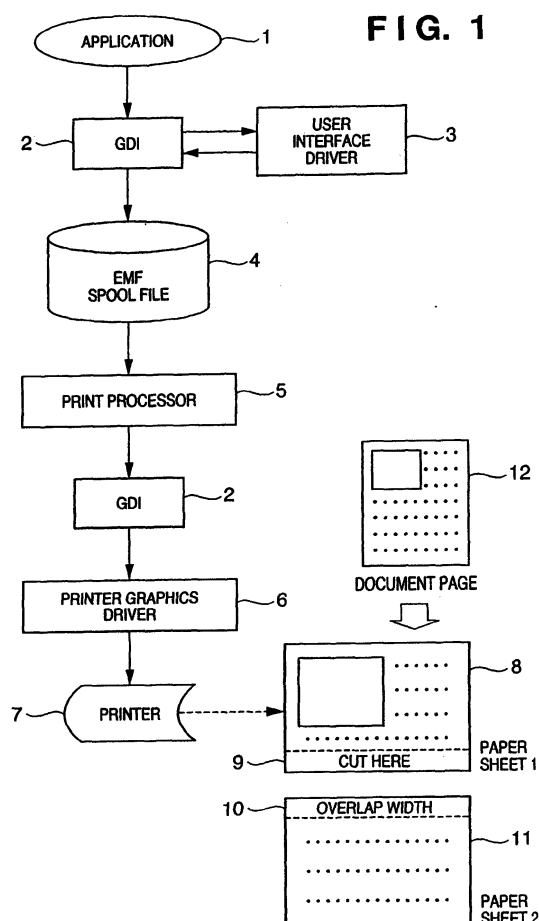 FIG. 1
APPLICATION
1
2
GDI
USER
INTERFACE
DRIVER
3
EMF
SPOOL FILE
4
PRINT PROCESSOR
5
GDI
2
12
DOCUMENT PAGE
PRINTER GRAPHICS
DRIVER
6
7
PRINTER
8
9
CUT HERE
PAPER
SHEET 1
10
OVERLAP WIDTH
11
PAPER
SHEET 2